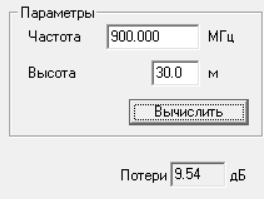 Параметры
Частота 900.000 МГц
Высота 30.0 м
Вычислить
Потери 9.54 дБ